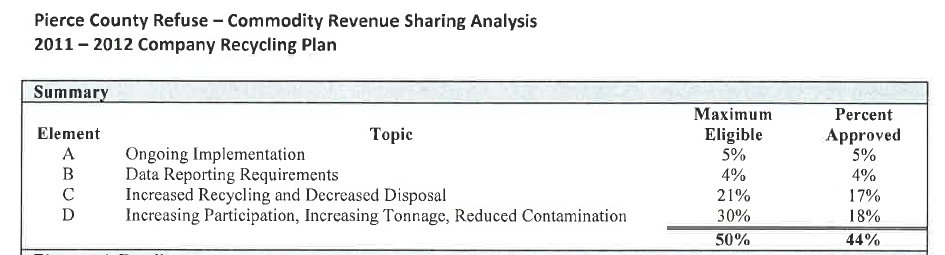 Pierce County Refuse – Commodity Revenue Sharing Analysis
2011 – 2012 Company Recycling Plan
Summary
Maximum Percent
Element Topic Eligible Approved
A Ongoing Implementation 5% 5%
B Data Reporting Requirements 4% 4%
C Increased Recycling and Decreased Disposal 21% 17%
D Increasing Participation, Increasing Tonnage, Reduced Contamination 30% 18%
50% 44%